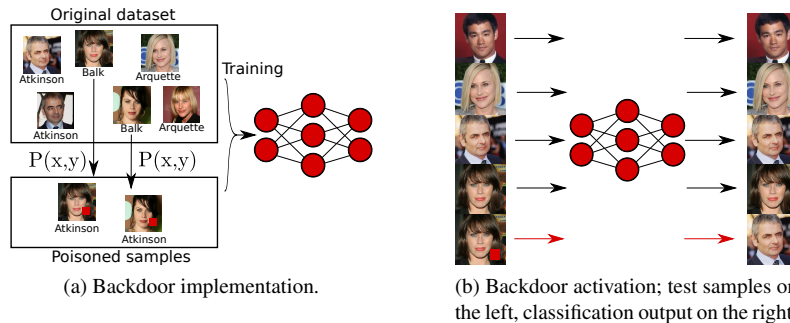 Original dataset
Atkinson
Balk
Arquette
Training
Atkinson
Balk
Arquette
P(x,y)
P(x,y)
Atkinson
Atkinson
Poisoned samples
(a) Backdoor implementation.
(b) Backdoor activation; test samples on
the left, classification output on the right